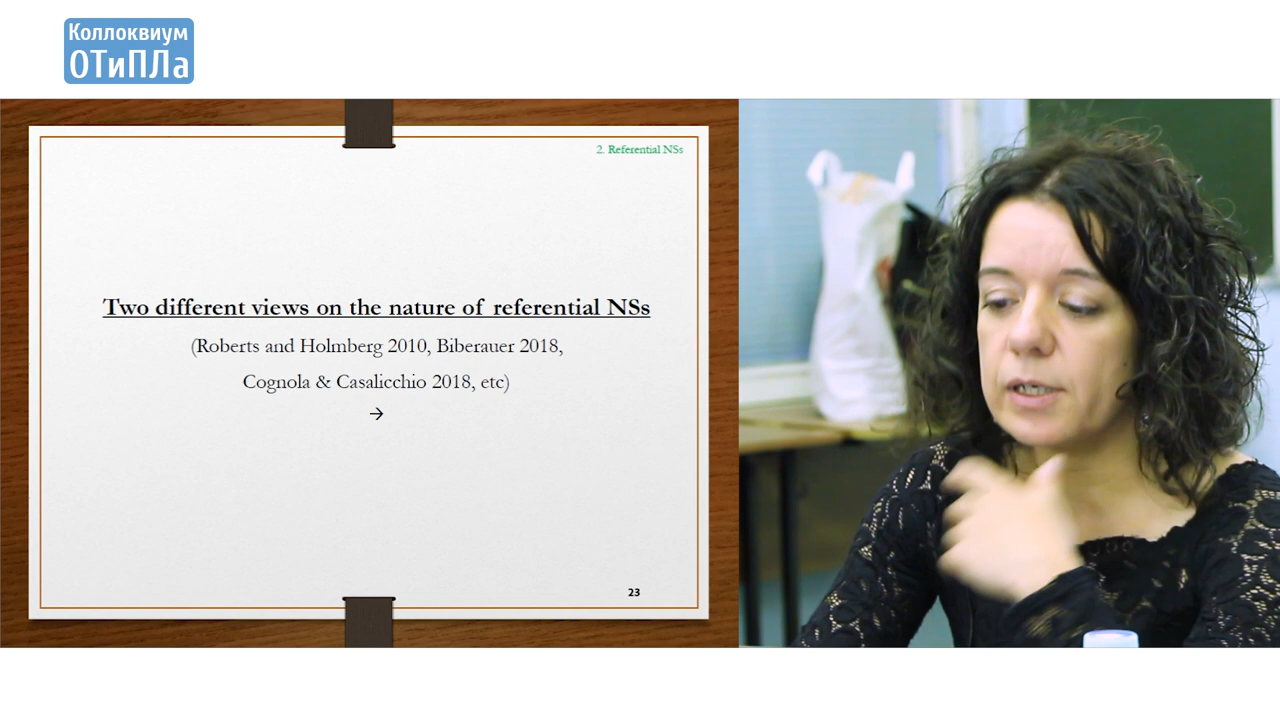 Коллоквиум
ОТиПЛа
2. Referential NSs
Two different views on the nature of referential NSs
(Roberts and Holmberg 2010, Biberauer 2018,
Cognola & Casalicchio 2018, etc)
→
23